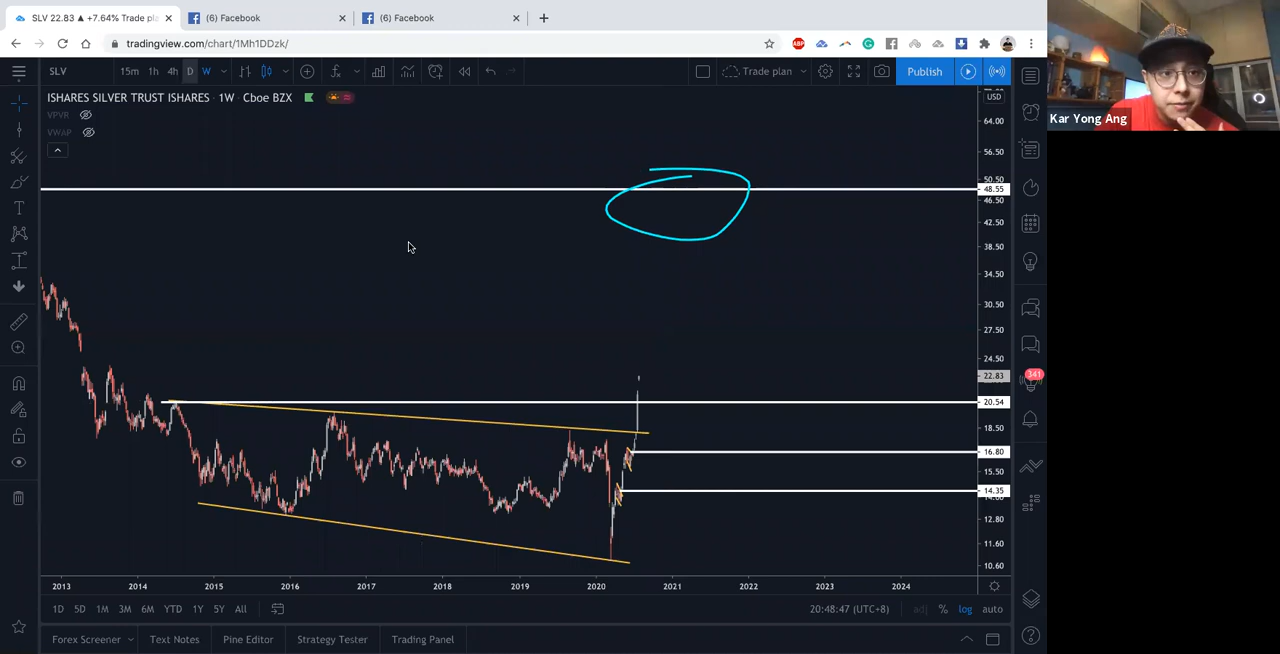 SLV 22.83 ▲ +7.64% Trade pla
(6) Facebook
(6) Facebook
tradingview.com/chart/1Mh1DDzk/
ABP
SLV
15m 1h 4h D W
Trade plan
Publish
ISHARES SILVER TRUST ISHARES · 1W · Cboe BZX
VPVR
VWAP
USD
64.00
56.50
50.50
48.55
46.50
42.50
38.50
34.50
30.50
27.50
24.50
22.83
20.54
18.50
16.80
15.50
14.35
12.80
11.60
10.60
2013 2014 2015 2016 2017 2018 2019 2020 2021 2022 2023 2024
1D 5D 1M 3M 6M YTD 1Y 5Y All
20:48:47 (UTC+8) adj % log auto
Forex Screener Text Notes Pine Editor Strategy Tester Trading Panel
341
Kar Yong Ang